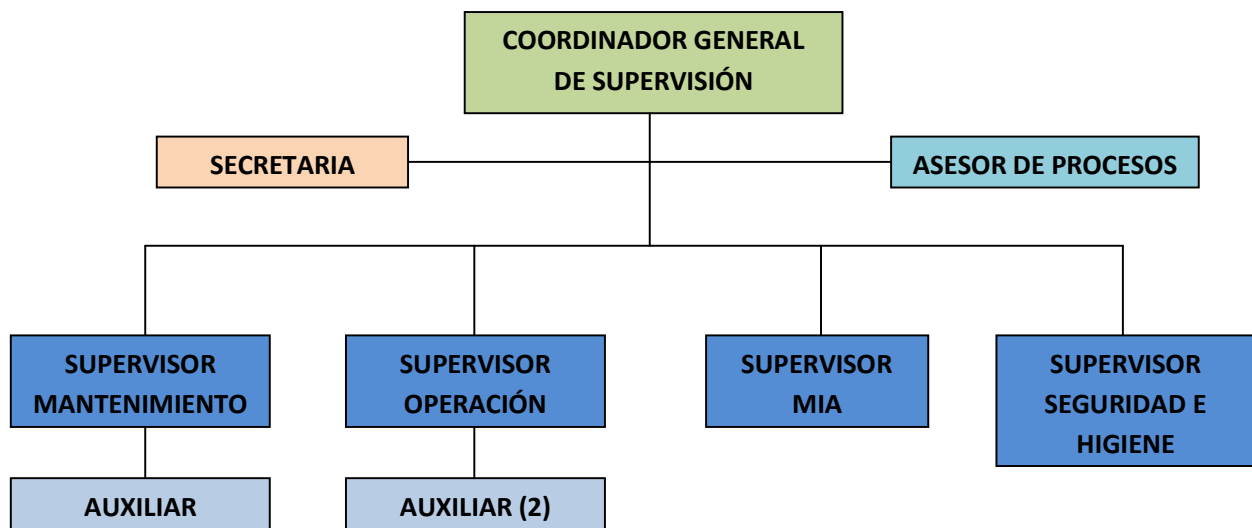 COORDINADOR GENERAL
DE SUPERVISIÓN
SECRETARIA
ASESOR DE PROCESOS
SUPERVISOR
MANTENIMIENTO
SUPERVISOR
OPERACIÓN
SUPERVISOR
MIA
SUPERVISOR
SEGURIDAD E
HIGIENE
AUXILIAR
AUXILIAR (2)